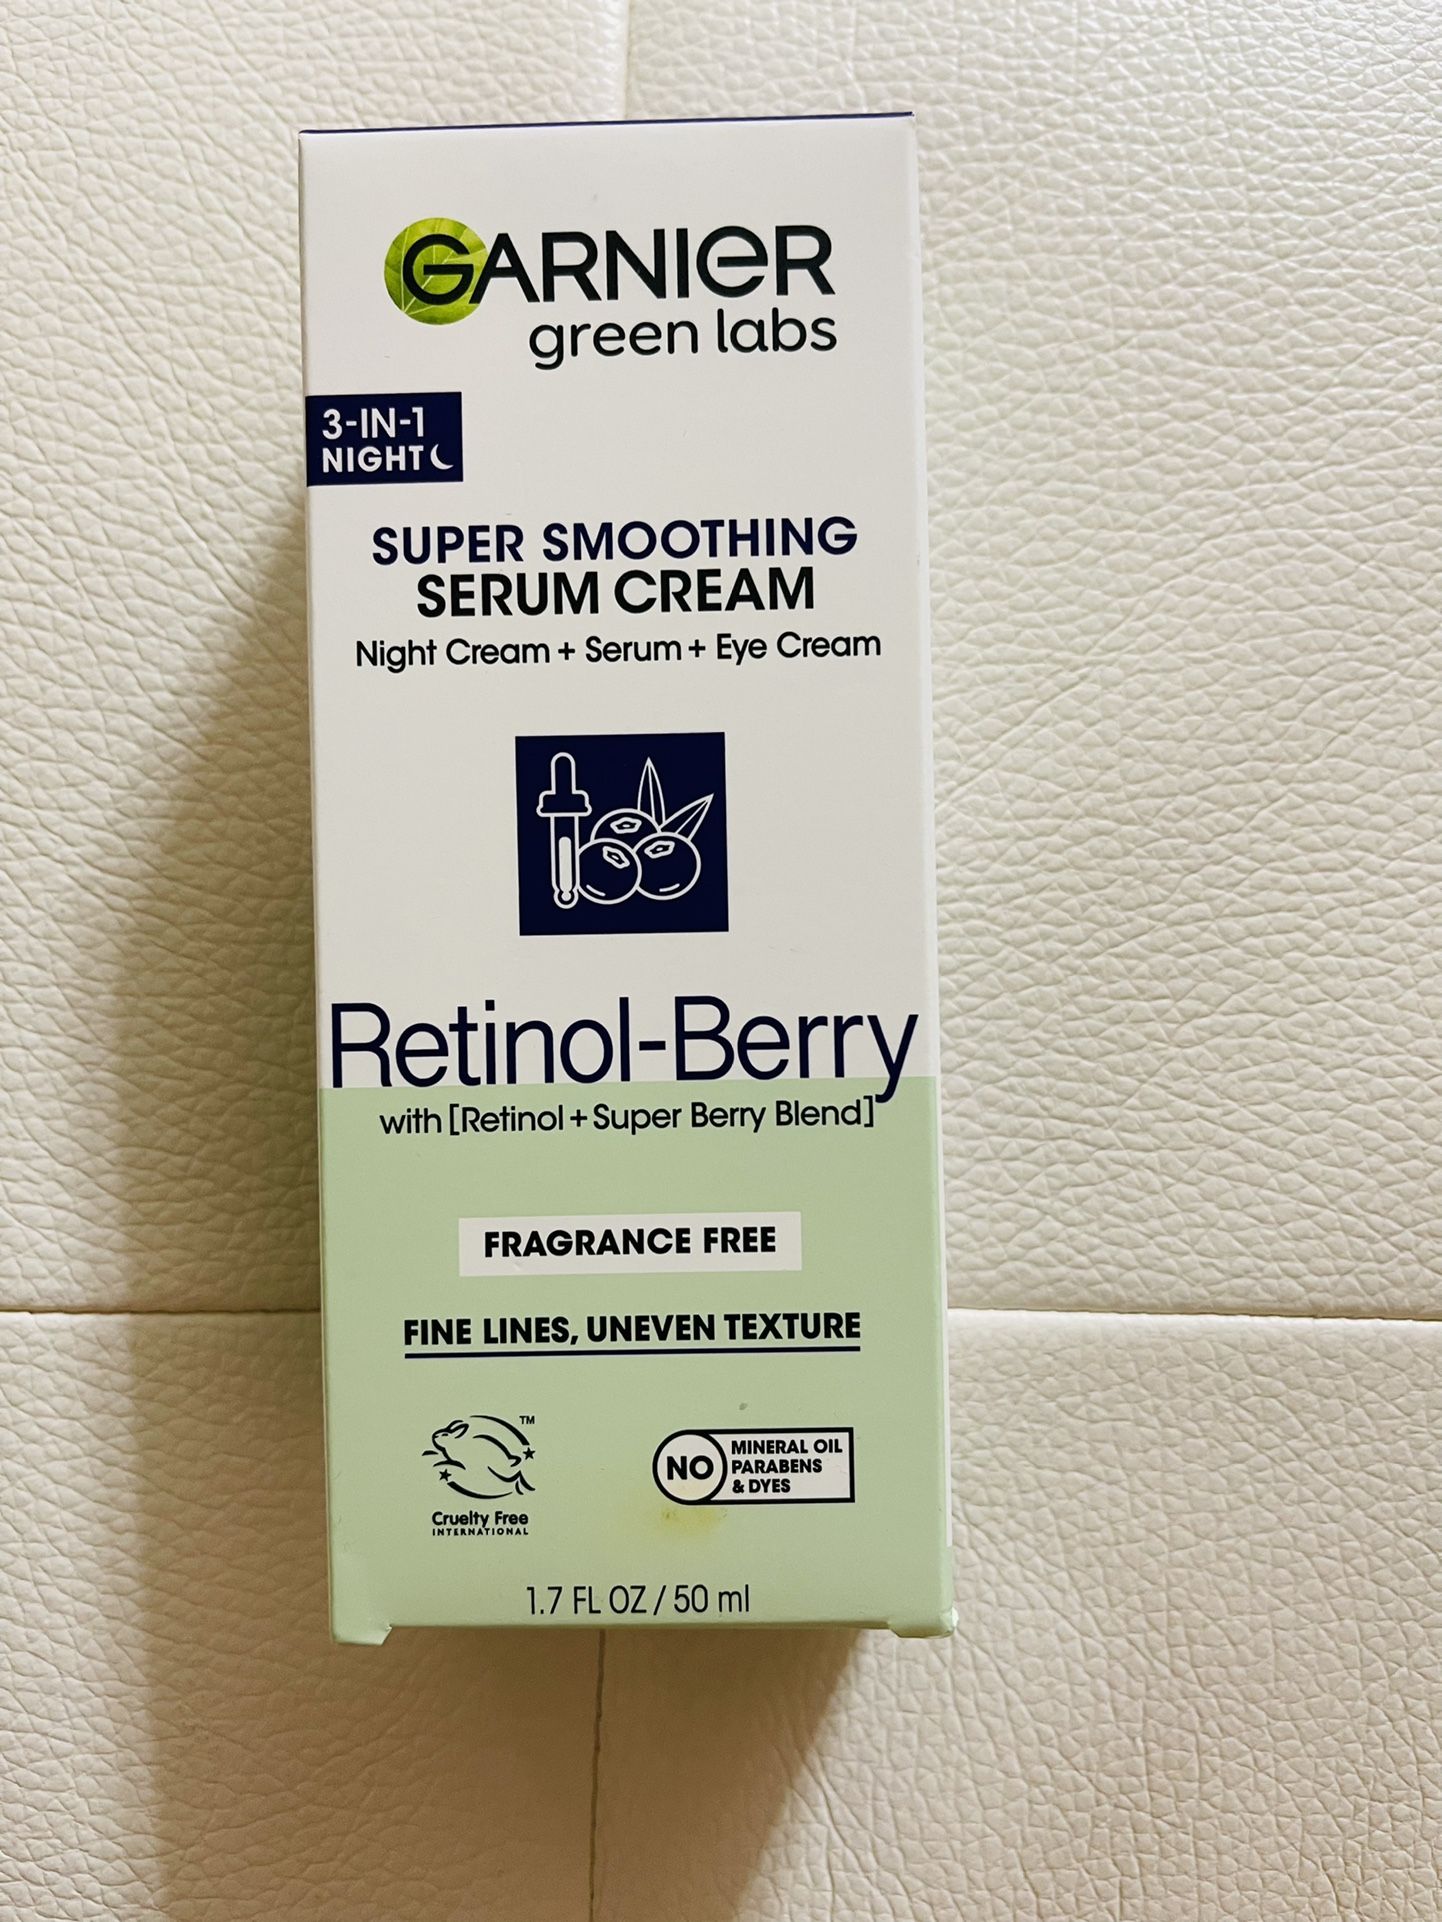 GARNIER
green labs
3-IN-1
NIGHT
SUPER SMOOTHING
SERUM CREAM
Night Cream + Serum + Eye Cream
Retinol-Berry
with [Retinol + Super Berry Blend]
FRAGRANCE FREE
FINE LINES, UNEVEN TEXTURE
TM
Cruelty Free
INTERNATIONAL
NO
MINERAL OIL
PARABENS
& DYES
1.7 FL OZ / 50 ml